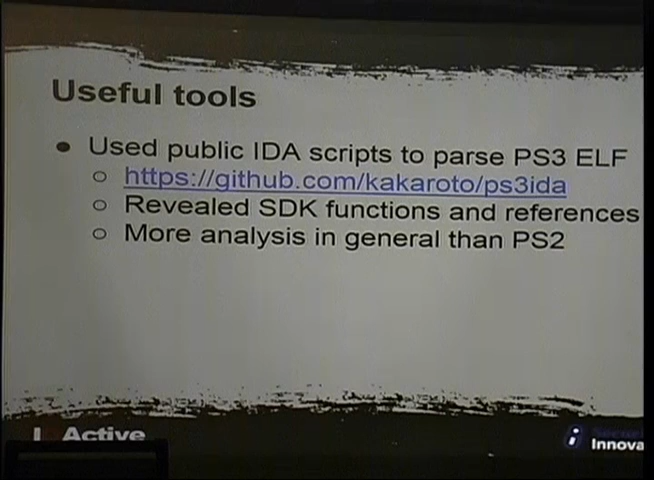 Useful tools
● Used public IDA scripts to parse PS3 ELF
○ https://github.com/kakaroto/ps3ida
○ Revealed SDK functions and references
○ More analysis in general than PS2
Active
Innova